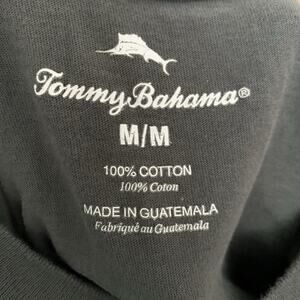 Tommy Bahama®
M/M
100% COTTON
100% Coton
MADE IN GUATEMALA
Fabriqué au Guatemala